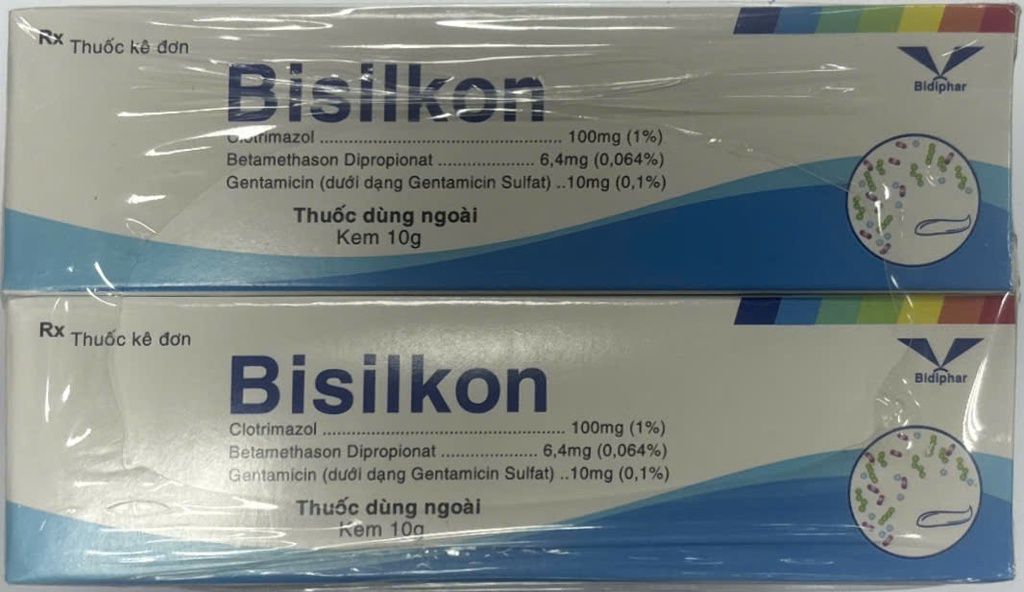 Rx Thuốc kê đơn
Bidiphar
Bisilkon
Clotrimazol ........................................... 100mg (1%)
Betamethason Dipropionat ................. 6,4mg (0,064%)
Gentamicin (dưới dạng Gentamicin Sulfat) ..10mg (0,1%)
Thuốc dùng ngoài
Kem 10g
Rx Thuốc kê đơn
Bidiphar
Bisilkon
Clotrimazol ........................................... 100mg (1%)
Betamethason Dipropionat ................. 6,4mg (0,064%)
Gentamicin (dưới dạng Gentamicin Sulfat) ..10mg (0,1%)
Thuốc dùng ngoài
Kem 10g